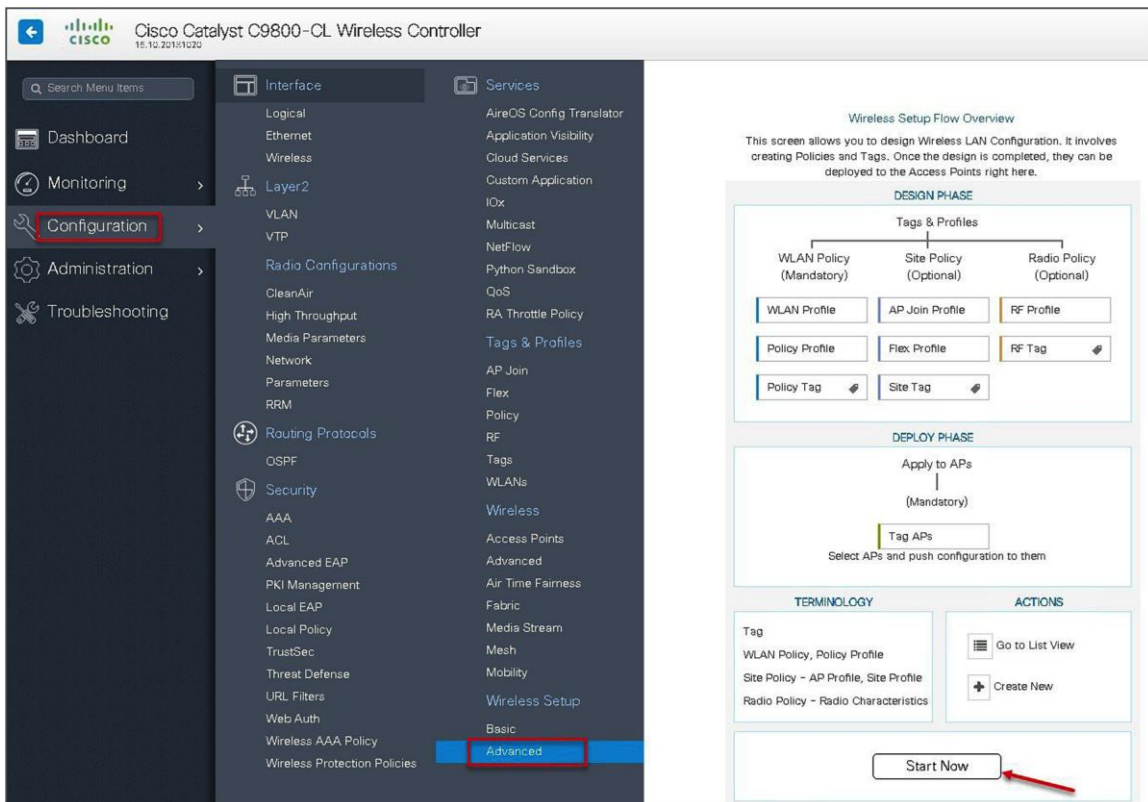 CISCO
Cisco Catalyst C9800-CL Wireless Controller
16.10.20181020
Search Menu Items
Dashboard
Monitoring
Configuration
Administration
Troubleshooting
Interface
Logical
Ethernet
Wireless
Layer2
VLAN
VTP
Radio Configurations
CleanAir
High Throughput
Media Parameters
Network
Parameters
RRM
Routing Protocols
OSPF
Security
AAA
ACL
Advanced EAP
PKI Management
Local EAP
Local Policy
TrustSec
Threat Defense
URL Filters
Web Auth
Wireless AAA Policy
Wireless Protection Policies
Services
AireOS Config Translator
Application Visibility
Cloud Services
Custom Application
IOx
Multicast
NetFlow
Python Sandbox
QoS
RA Throttle Policy
Tags & Profiles
AP Join
Flex
Policy
RF
Tags
WLANs
Wireless
Access Points
Advanced
Air Time Fairness
Fabric
Media Stream
Mesh
Mobility
Wireless Setup
Basic
Advanced
Wireless Setup Flow Overview
This screen allows you to design Wireless LAN Configuration. It involves
creating Policies and Tags. Once the design is completed, they can be
deployed to the Access Points right here.
DESIGN PHASE
Tags & Profiles
WLAN Policy
(Mandatory)
Site Policy
(Optional)
Radio Policy
(Optional)
WLAN Profile
AP Join Profile
RF Profile
Policy Profile
Flex Profile
RF Tag
Policy Tag
Site Tag
DEPLOY PHASE
Apply to APs
(Mandatory)
Tag APs
Select APs and push configuration to them
TERMINOLOGY
Tag
WLAN Policy, Policy Profile
Site Policy - AP Profile, Site Profile
Radio Policy - Radio Characteristics
ACTIONS
Go to List View
Create New
Start Now